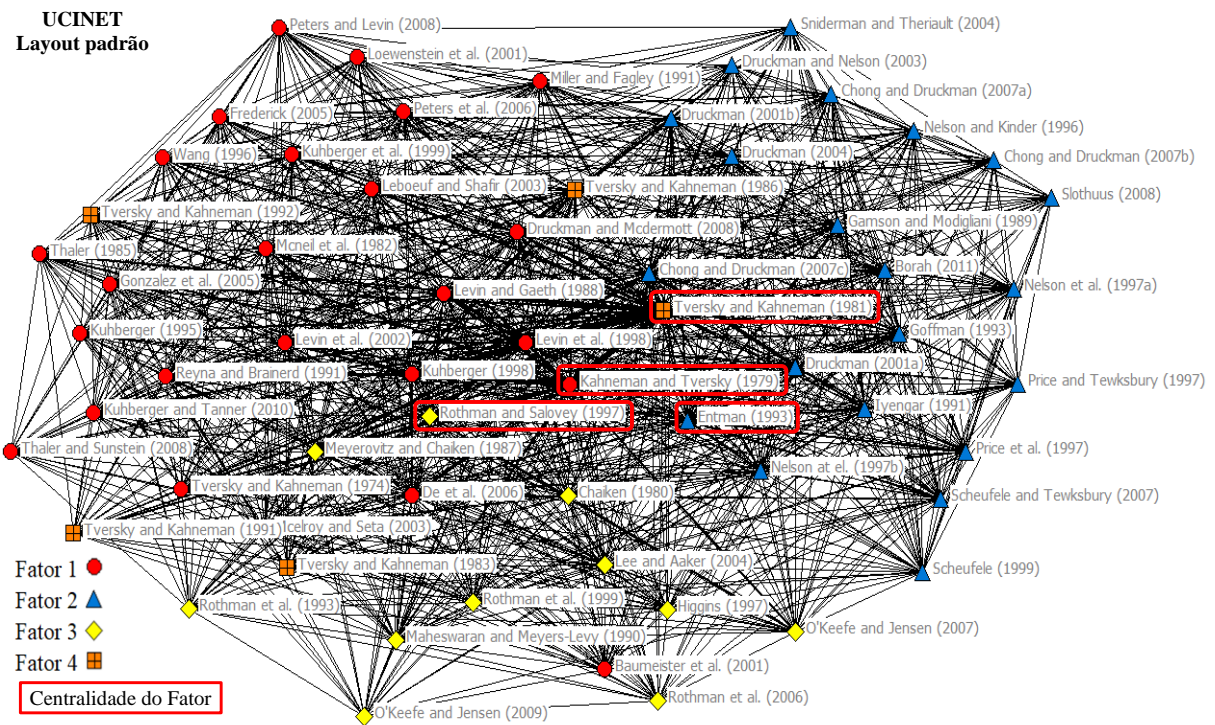 UCINET
Layout padrão
Peters and Levin (2008)
Sniderman and Theriault (2004)
Loewenstein et al. (2001)
Druckman and Nelson (2003)
Miller and Fagley (1991)
Chong and Druckman (2007a)
Frederick (2005)
Peters et al. (2006)
Druckman (2001b)
Nelson and Kinder (1996)
Wang (1996)
Kuhberger et al. (1999)
Druckman (2004)
Chong and Druckman (2007b)
Leboeuf and Shafir (2003)
Tversky and Kahneman (1986)
Slothuus (2008)
Tversky and Kahneman (1992)
Druckman and Mcdermott (2008)
Gamson and Modigliani (1989)
Thaler (1985)
Mcneil et al. (1982)
Chong and Druckman (2007c)
Borah (2011)
Gonzalez et al. (2005)
Levin and Gaeth (1988)
Nelson et al. (1997a)
Tversky and Kahneman (1981)
Kuhberger (1995)
Levin et al. (2002)
Levin et al. (1998)
Goffman (1993)
Reyna and Brainerd (1991)
Kuhberger (1998)
Kahneman and Tversky (1979)
Druckman (2001a)
Price and Tewksbury (1997)
Kuhberger and Tanner (2010)
Rothman and Salovey (1997)
Entman (1993)
Iyengar (1991)
Thaler and Sunstein (2008)
Meyerovitz and Chaiken (1987)
Price et al. (1997)
Nelson at el. (1997b)
Tversky and Kahneman (1974)
De et al. (2006)
Chaiken (1980)
Scheufele and Tewksbury (2007)
Tversky and Kahneman (1991)
celroy and Seta (2003)
Tversky and Kahneman (1983)
Lee and Aaker (2004)
Scheufele (1999)
Fator 1
Fator 2
Fator 3
Fator 4
Rothman et al. (1993)
Rothman et al. (1999)
Higgins (1997)
Maheswaran and Meyers-Levy (1990)
O'Keefe and Jensen (2007)
Baumeister et al. (2001)
Centralidade do Fator
Rothman et al. (2006)
O'Keefe and Jensen (2009)